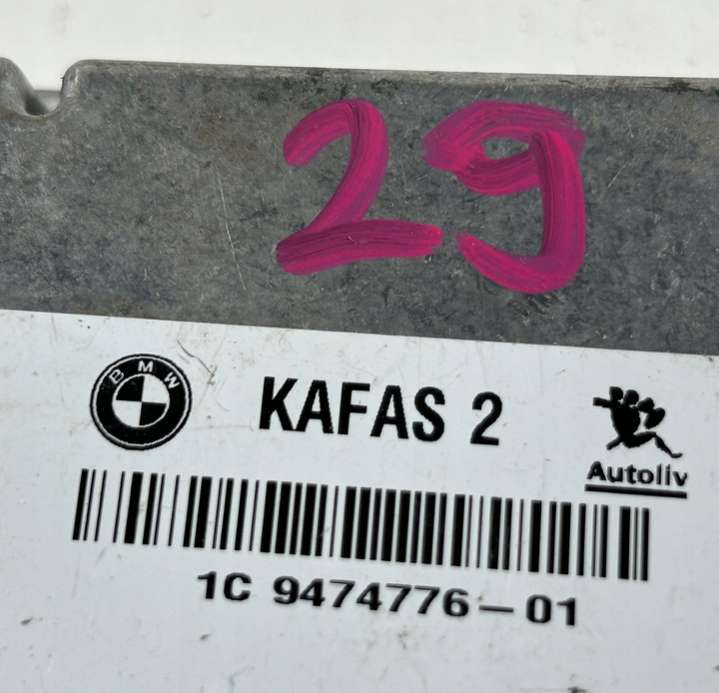 29
BMW
KAFAS 2
Autoliv
1C 9474776-01